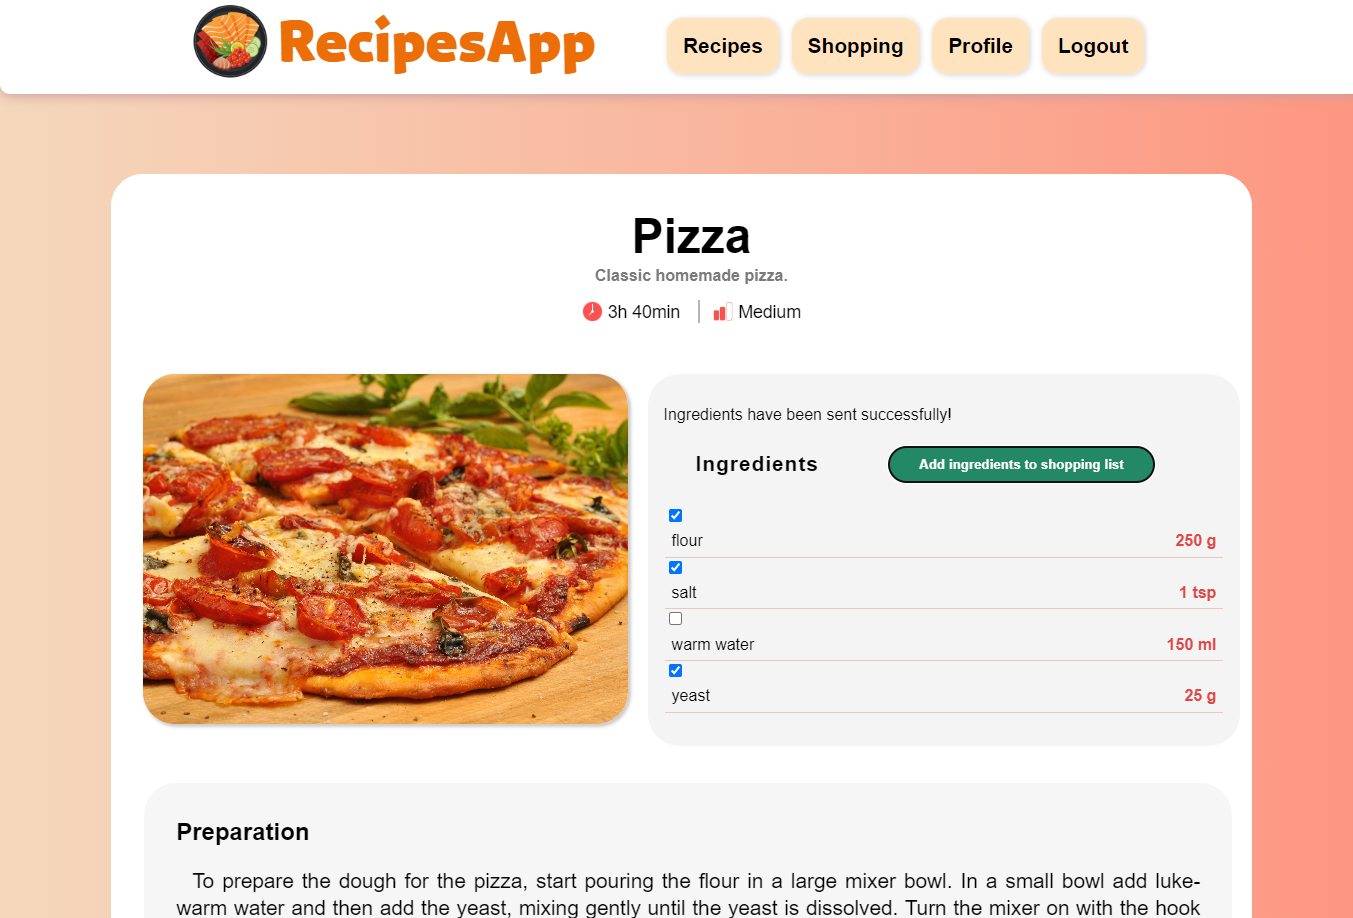 RecipesApp
Recipes
Shopping
Profile
Logout
Pizza
Classic homemade pizza.
3h 40min
Medium
Ingredients have been sent successfully!
Ingredients
Add ingredients to shopping list
flour 250 g
salt 1 tsp
warm water 150 ml
yeast 25 g
Preparation
To prepare the dough for the pizza, start pouring the flour in a large mixer bowl. In a small bowl add luke-
warm water and then add the yeast, mixing gently until the yeast is dissolved. Turn the mixer on with the hook